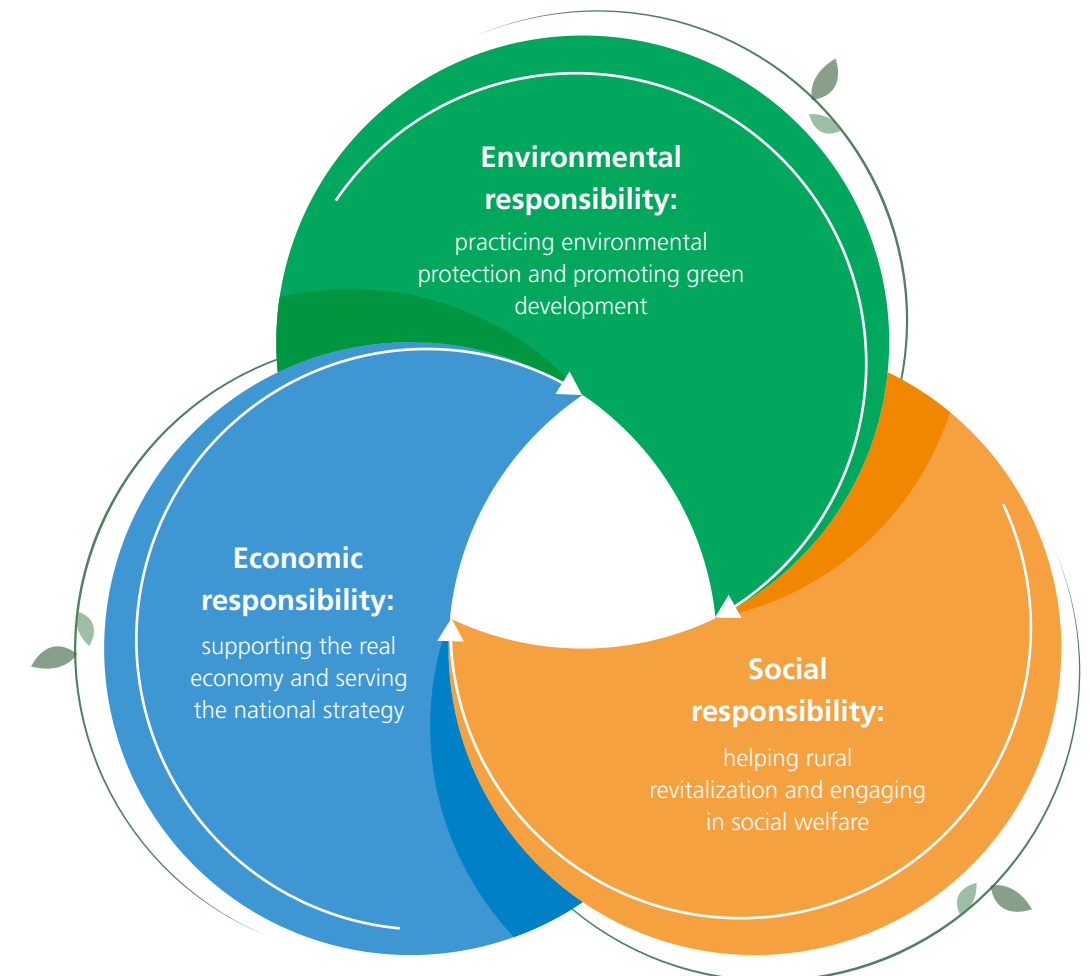 Environmental
responsibility:
practicing environmental
protection and promoting green
development
Economic
responsibility:
supporting the real
economy and serving
the national strategy
Social
responsibility:
helping rural
revitalization and engaging
in social welfare